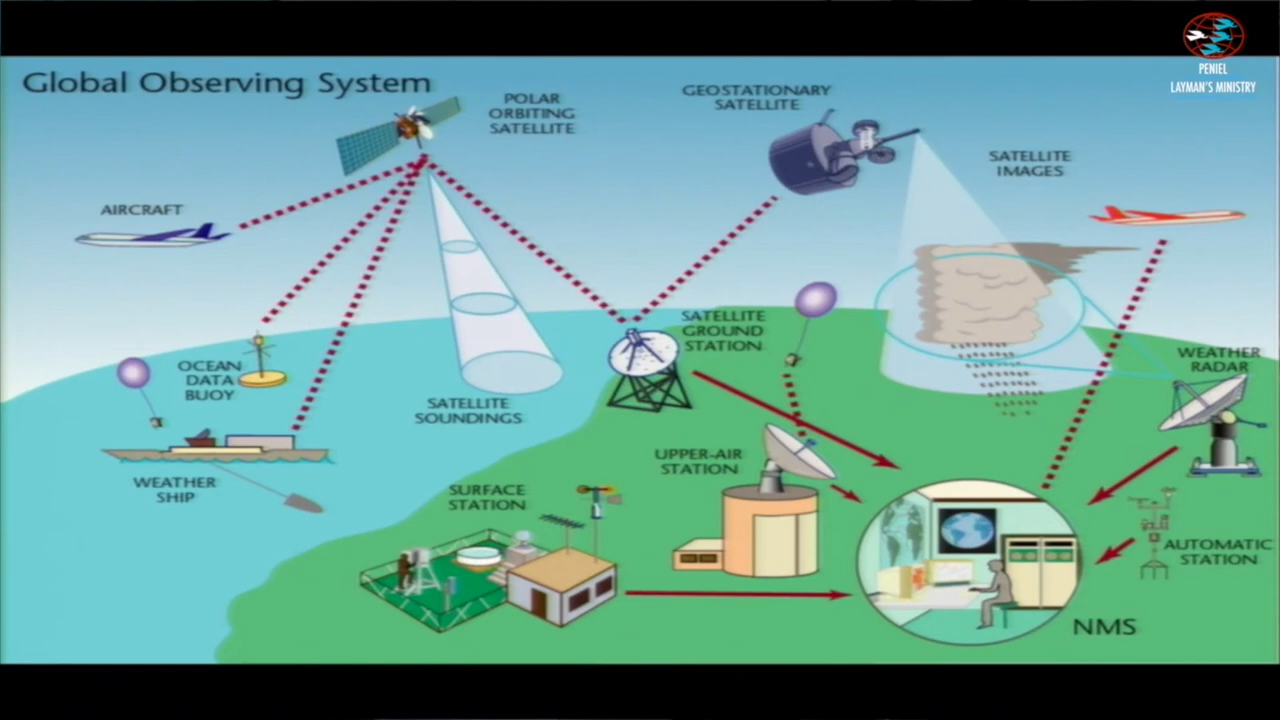 Global Observing System
PENIEL
LAYMAN'S MINISTRY
POLAR
ORBITING
SATELLITE
GEOSTATIONARY
SATELLITE
SATELLITE
IMAGES
AIRCRAFT
SATELLITE
GROUND
STATION
OCEAN
DATA
BUOY
WEATHER
RADAR
SATELLITE
SOUNDINGS
WEATHER
SHIP
UPPER-AIR
STATION
SURFACE
STATION
AUTOMATIC
STATION
NMS